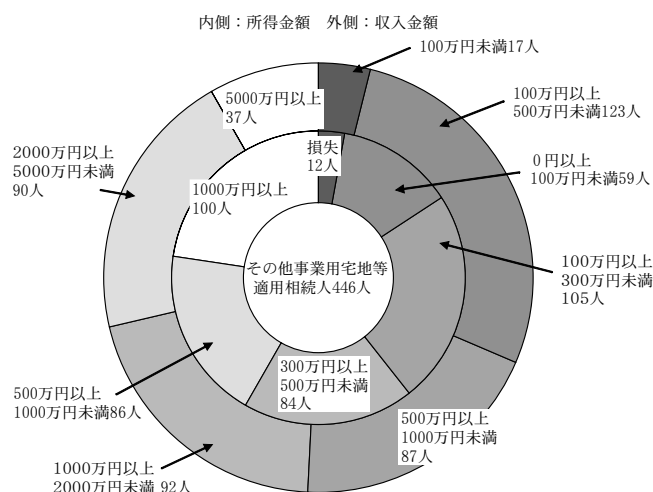 内側：所得金額　外側：収入金額
100万円未満17人
100万円以上
500万円未満123人
5000万円以上
37人
損失
12人
2000万円以上
5000万円未満
90人
0円以上
100万円未満59人
1000万円以上
100人
100万円以上
300万円未満
105人
その他事業用宅地等
適用相続人446人
300万円以上
500万円未満
84人
500万円以上
1000万円未満86人
500万円以上
1000万円未満
87人
1000万円以上
2000万円未満 92人